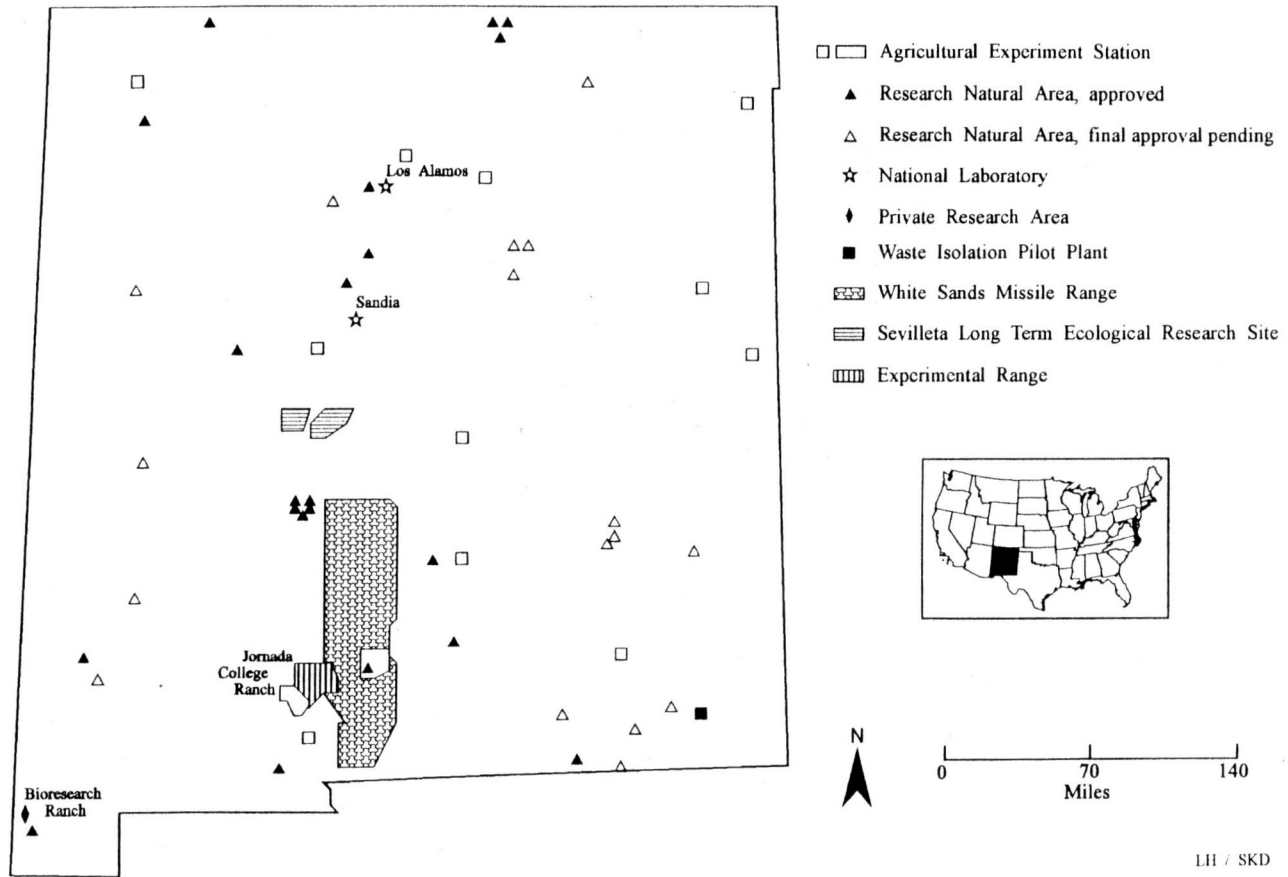 Los Alamos
Sandia
Jornada
College
Ranch
Bioresearch
Ranch
Agricultural Experiment Station
Research Natural Area, approved
Research Natural Area, final approval pending
National Laboratory
Private Research Area
Waste Isolation Pilot Plant
White Sands Missile Range
Sevilleta Long Term Ecological Research Site
Experimental Range
N
0 70 140
Miles
LH / SKD